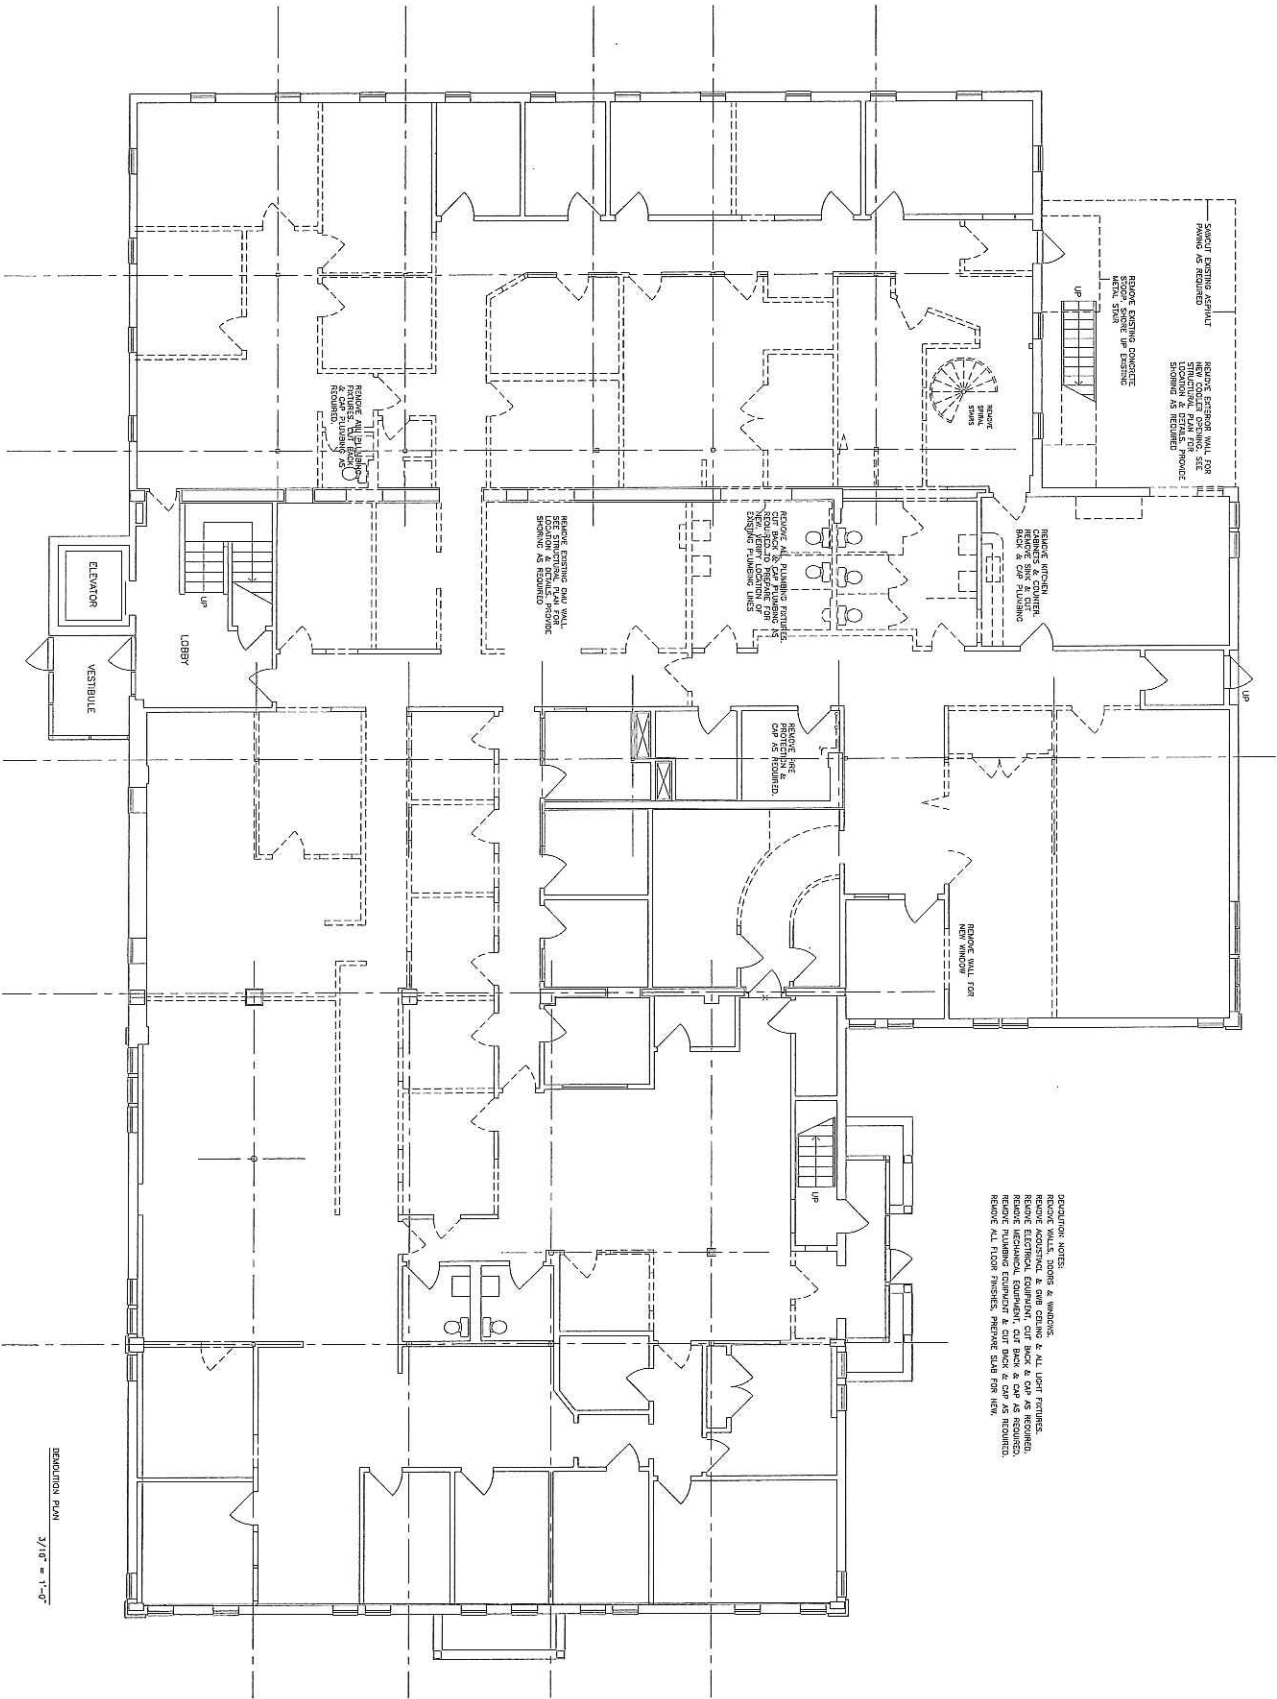 SAWCUT EXISTING ASPHALT
PAVING AS REQUIRED
REMOVE EXTERIOR WALL FOR
NEW COOLER OPENING. SEE
STRUCTURAL PLAN FOR
LOCATION & DETAILS. PROVIDE
SHORING AS REQUIRED
REMOVE EXISTING CONCRETE
STOOP, SHORE UP EXISTING
METAL STAIR
UP
REMOVE
SPIRAL
STAIRS
REMOVE ALL PLUMBING
FIXTURES. CUT BACK
& CAP PLUMBING AS
REQUIRED.
REMOVE KITCHEN
CABINETS & COUNTER.
REMOVE SINK & CUT
BACK & CAP PLUMBING
REMOVE ALL PLUMBING FIXTURES.
CUT BACK & CAP PLUMBING AS
REQUIRED TO PREPARE FOR
NEW. VERIFY LOCATION OF
EXISTING PLUMBING LINES
REMOVE EXISTING CMU WALL.
SEE STRUCTURAL PLAN FOR
LOCATION & DETAILS. PROVIDE
SHORING AS REQUIRED
UP
ELEVATOR
LOBBY
VESTIBULE
UP
REMOVE FIRE
PROTECTION &
CAP AS REQUIRED.
REMOVE WALL FOR
NEW WINDOW
UP
DEMOLITION NOTES:
REMOVE WALLS, DOORS & WINDOWS.
REMOVE ACOUSTIACL & GWB CEILING & ALL LIGHT FIXTURES.
REMOVE ELECTRICAL EQUIPMENT, CUT BACK & CAP AS REQUIRED.
REMOVE MECHANICAL EQUIPMENT, CUT BACK & CAP AS REQUIRED.
REMOVE PLUMBING EQUIPMENT & CUT BACK & CAP AS REQUIRED.
REMOVE ALL FLOOR FINISHES, PREPARE SLAB FOR NEW.
DEMOLITION PLAN
3/16" = 1'-0"